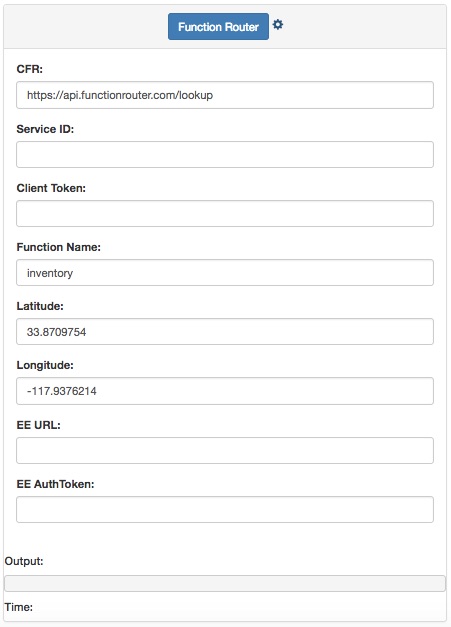 Function Router
CFR:
https://api.functionrouter.com/lookup
Service ID:
Client Token:
Function Name:
inventory
Latitude:
33.8709754
Longitude:
-117.9376214
EE URL:
EE AuthToken:
Output:
Time: